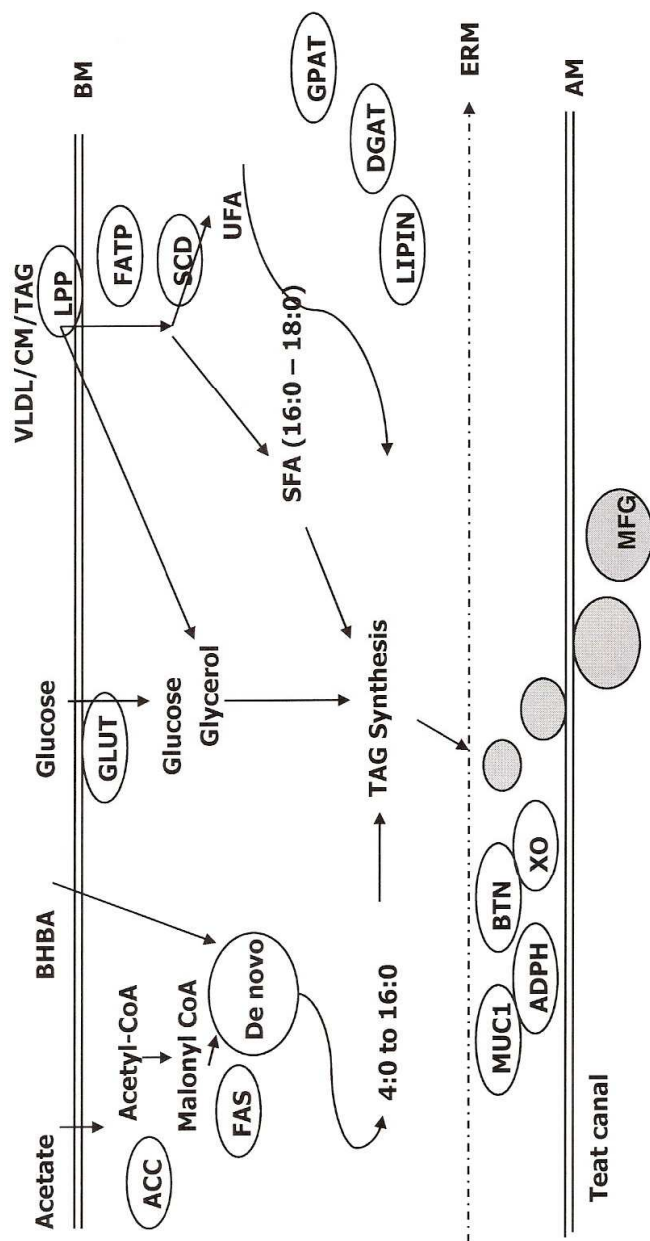 Acetate
BHBA
Glucose
VLDL/CM/TAG
BM
LPP
GLUT
FATP
ACC
Acetyl-CoA
Malonyl CoA
Glucose
Glycerol
SCD
UFA
FAS
De novo
SFA (16:0 – 18:0)
GPAT
DGAT
LIPIN
4:0 to 16:0
TAG Synthesis
ERM
MUC1
BTN
ADPH
XO
AM
Teat canal
MFG